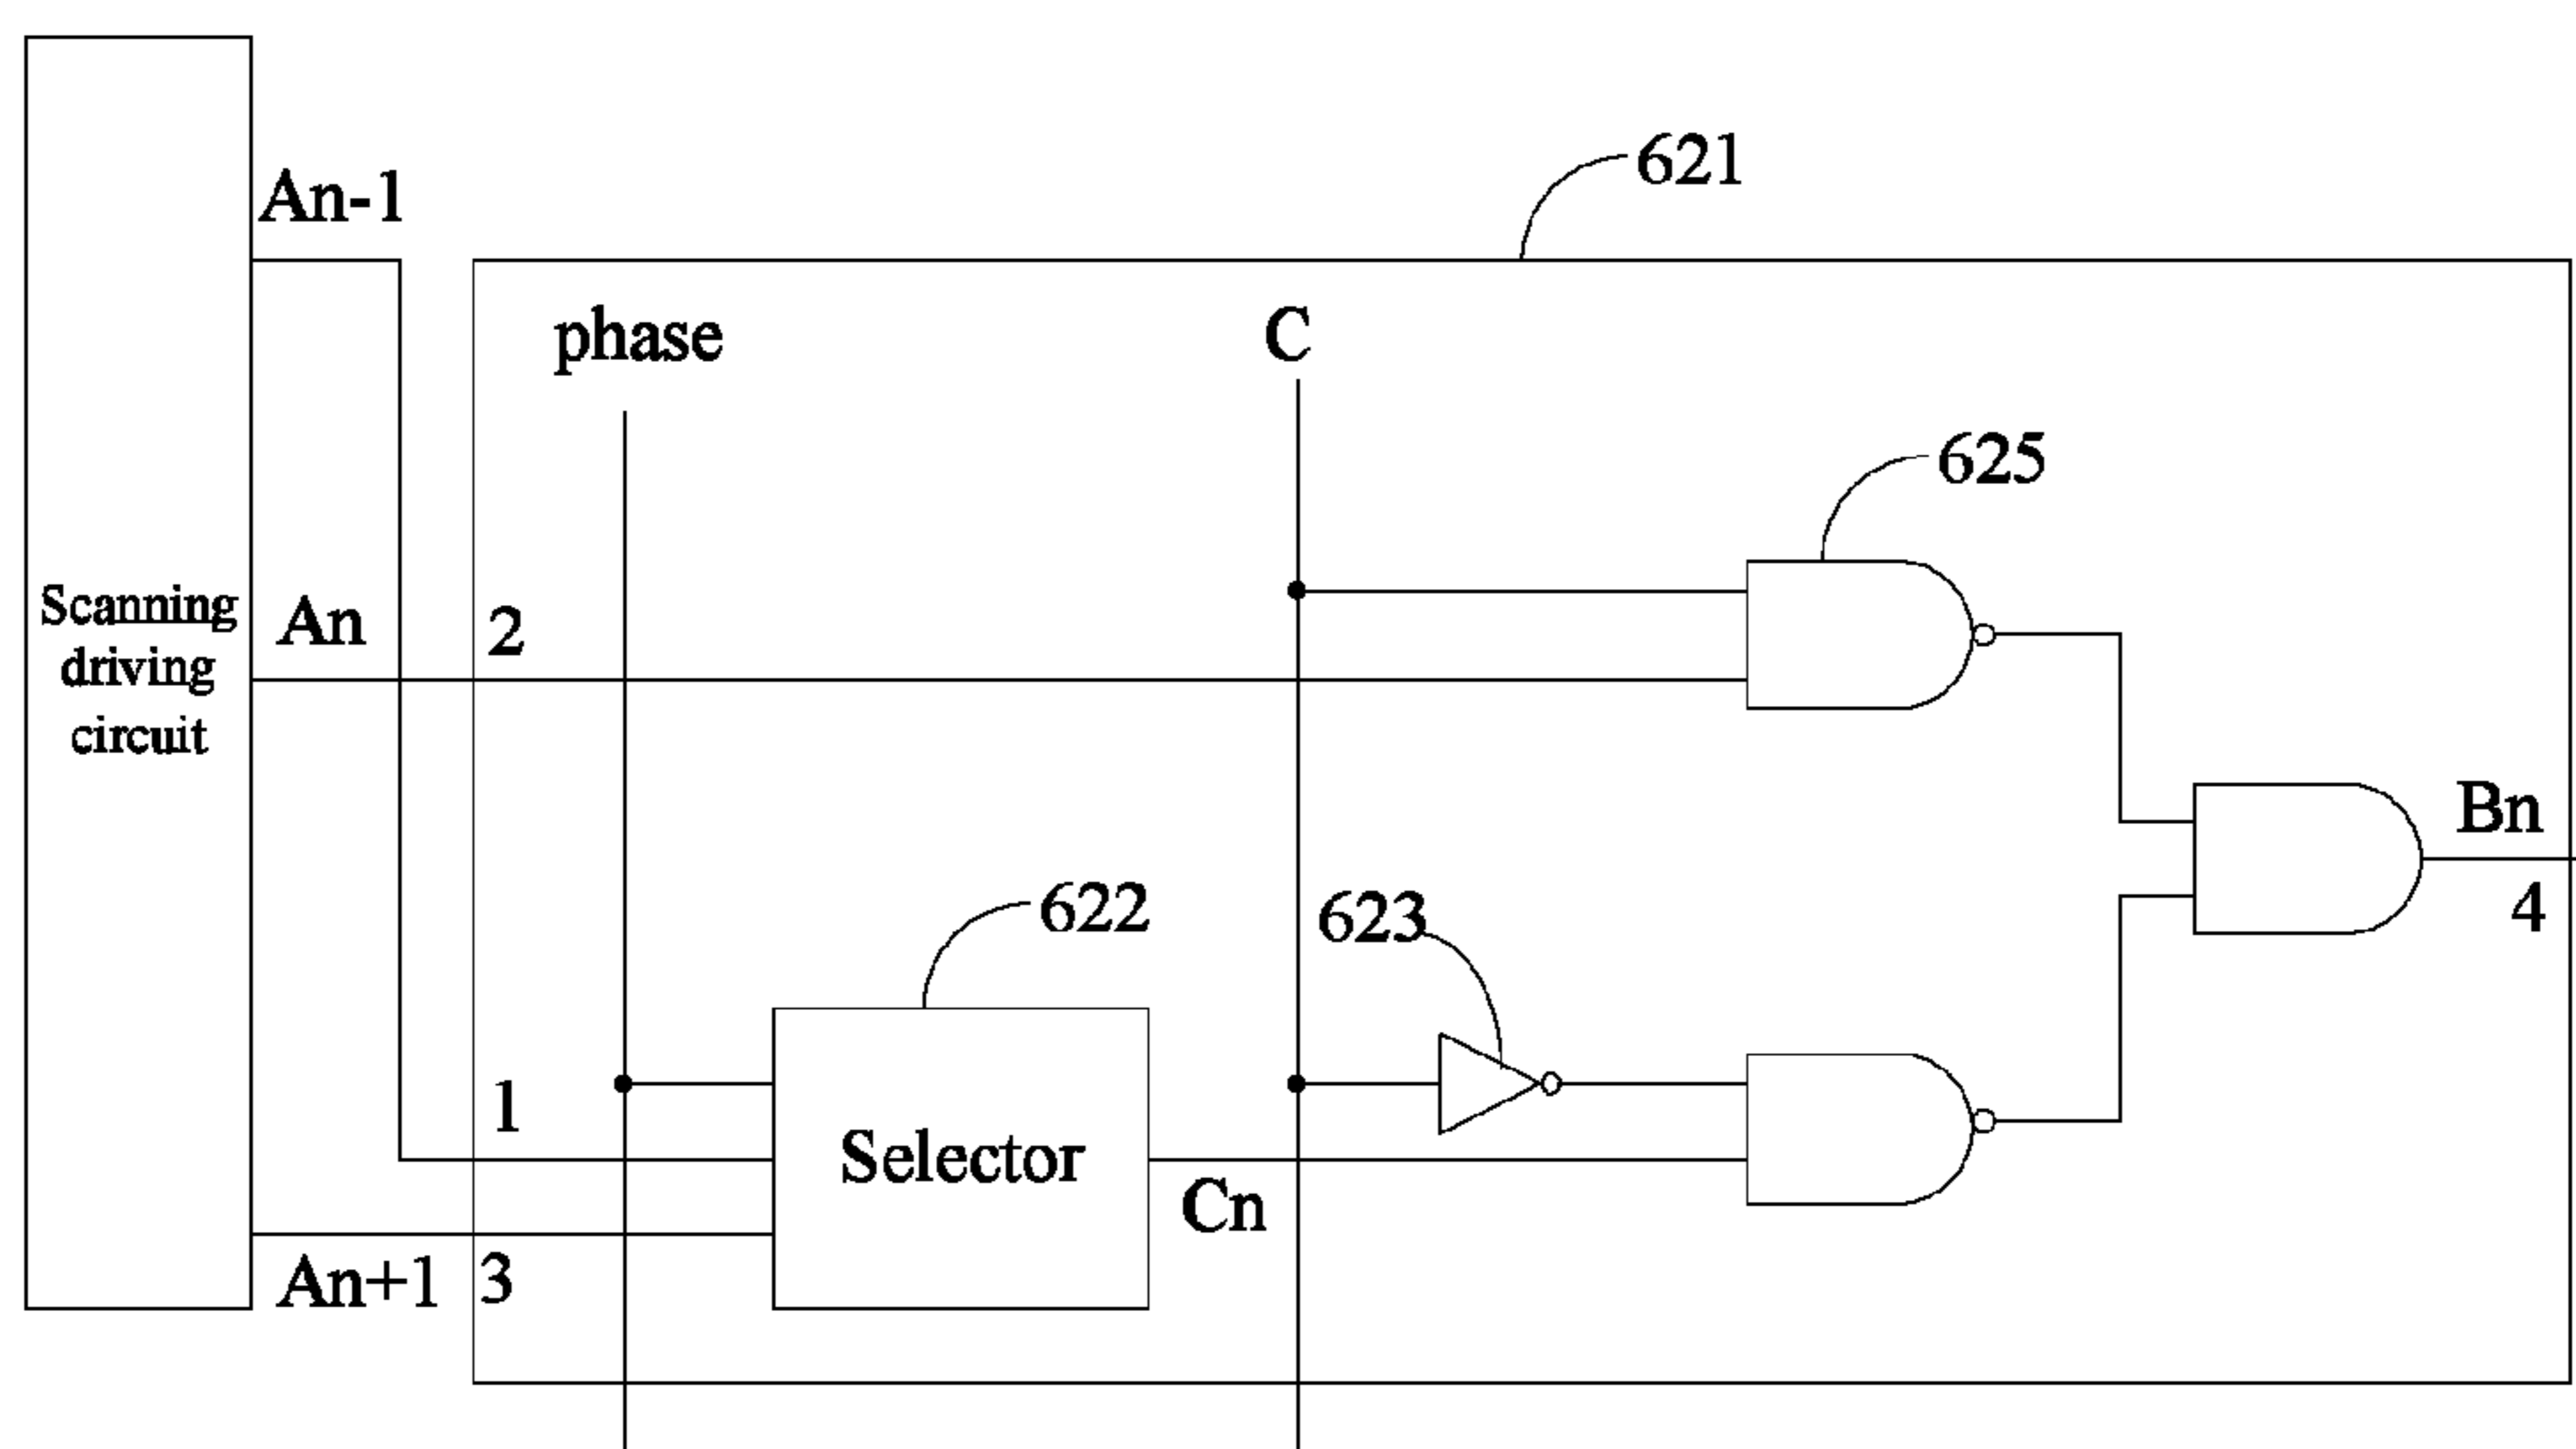 An-1
621
phase
C
625
Scanning
driving
circuit
An
2
Bn
4
622
623
1
Selector
Cn
An+1
3